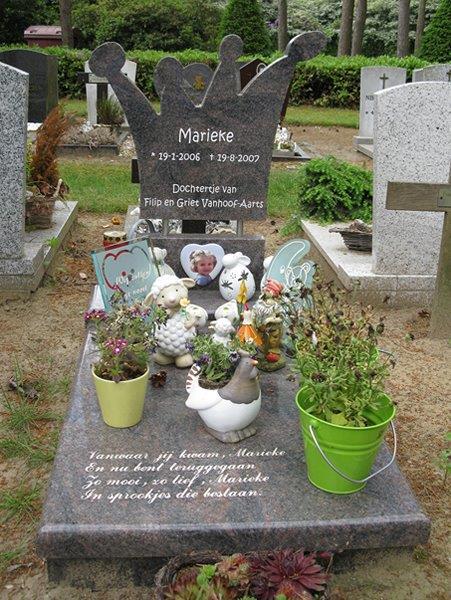 Marieke
* 19-1-2006 † 19-8-2007
Dochtertje van
Filip en Griet Vanhoof-Aarts
Vanwaar jij kwam, Marieke
En nu bent teruggegaan
Zo mooi, zo lief, Marieke
In sprookjes die bestaan.